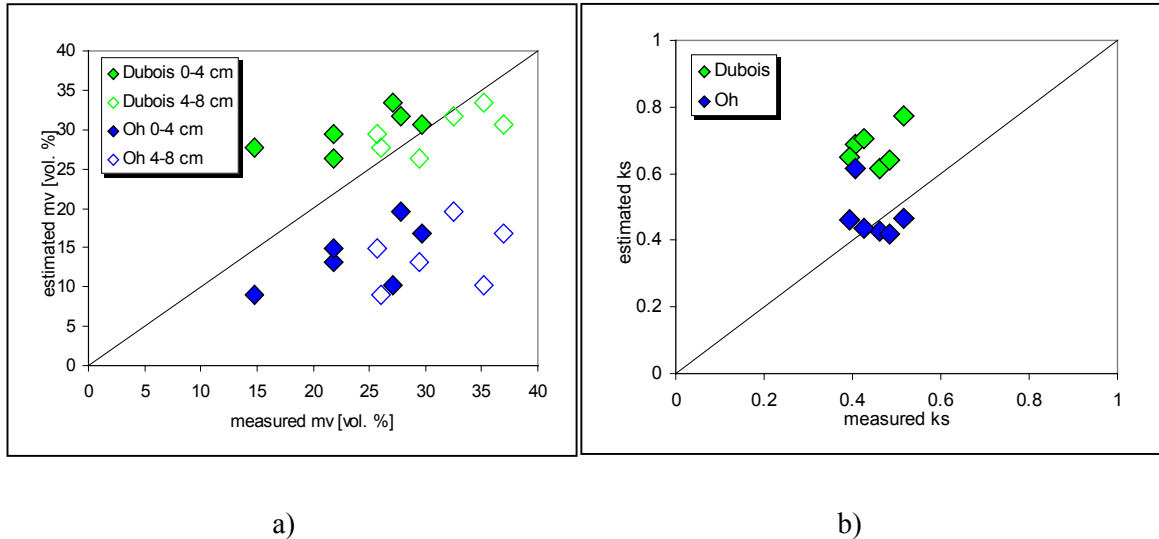 40
35
30
25
20
15
10
5
0
estimated mv [vol. %]
Dubois 0-4 cm
Dubois 4-8 cm
Oh 0-4 cm
Oh 4-8 cm
0 5 10 15 20 25 30 35 40
measured mv [vol. %]
a)
1
0.8
0.6
0.4
0.2
0
estimated ks
Dubois
Oh
0 0.2 0.4 0.6 0.8 1
measured ks
b)